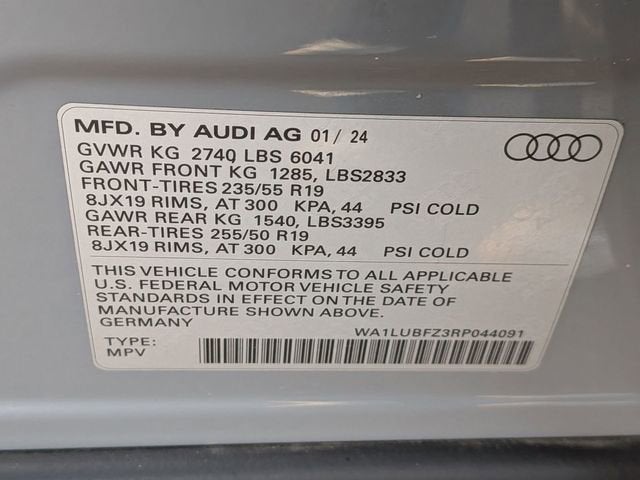 MFD. BY AUDI AG 01/ 24
GVWR KG 2740 LBS 6041
GAWR FRONT KG 1285, LBS2833
FRONT-TIRES 235/55 R19
8JX19 RIMS, AT 300 KPA, 44 PSI COLD
GAWR REAR KG 1540, LBS3395
REAR-TIRES 255/50 R19
8JX19 RIMS, AT 300 KPA, 44 PSI COLD
THIS VEHICLE CONFORMS TO ALL APPLICABLE
U.S. FEDERAL MOTOR VEHICLE SAFETY
STANDARDS IN EFFECT ON THE DATE OF
MANUFACTURE SHOWN ABOVE.
GERMANY
WA1LUBFZ3RP044091
TYPE:
MPV